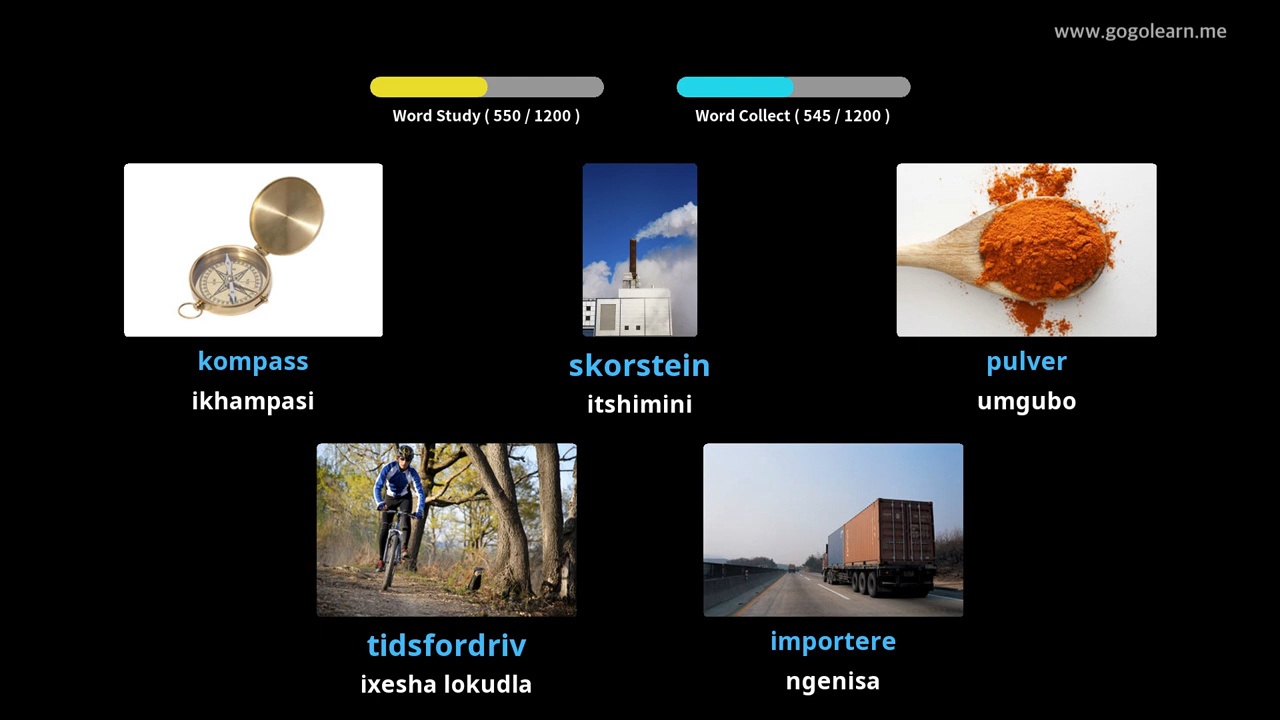 www.gogolearn.me
Word Study ( 550 / 1200 )
Word Collect ( 545 / 1200 )
kompass
ikhampasi
skorstein
itshimini
pulver
umgubo
tidsfordriv
ixesha lokudla
importere
ngenisa